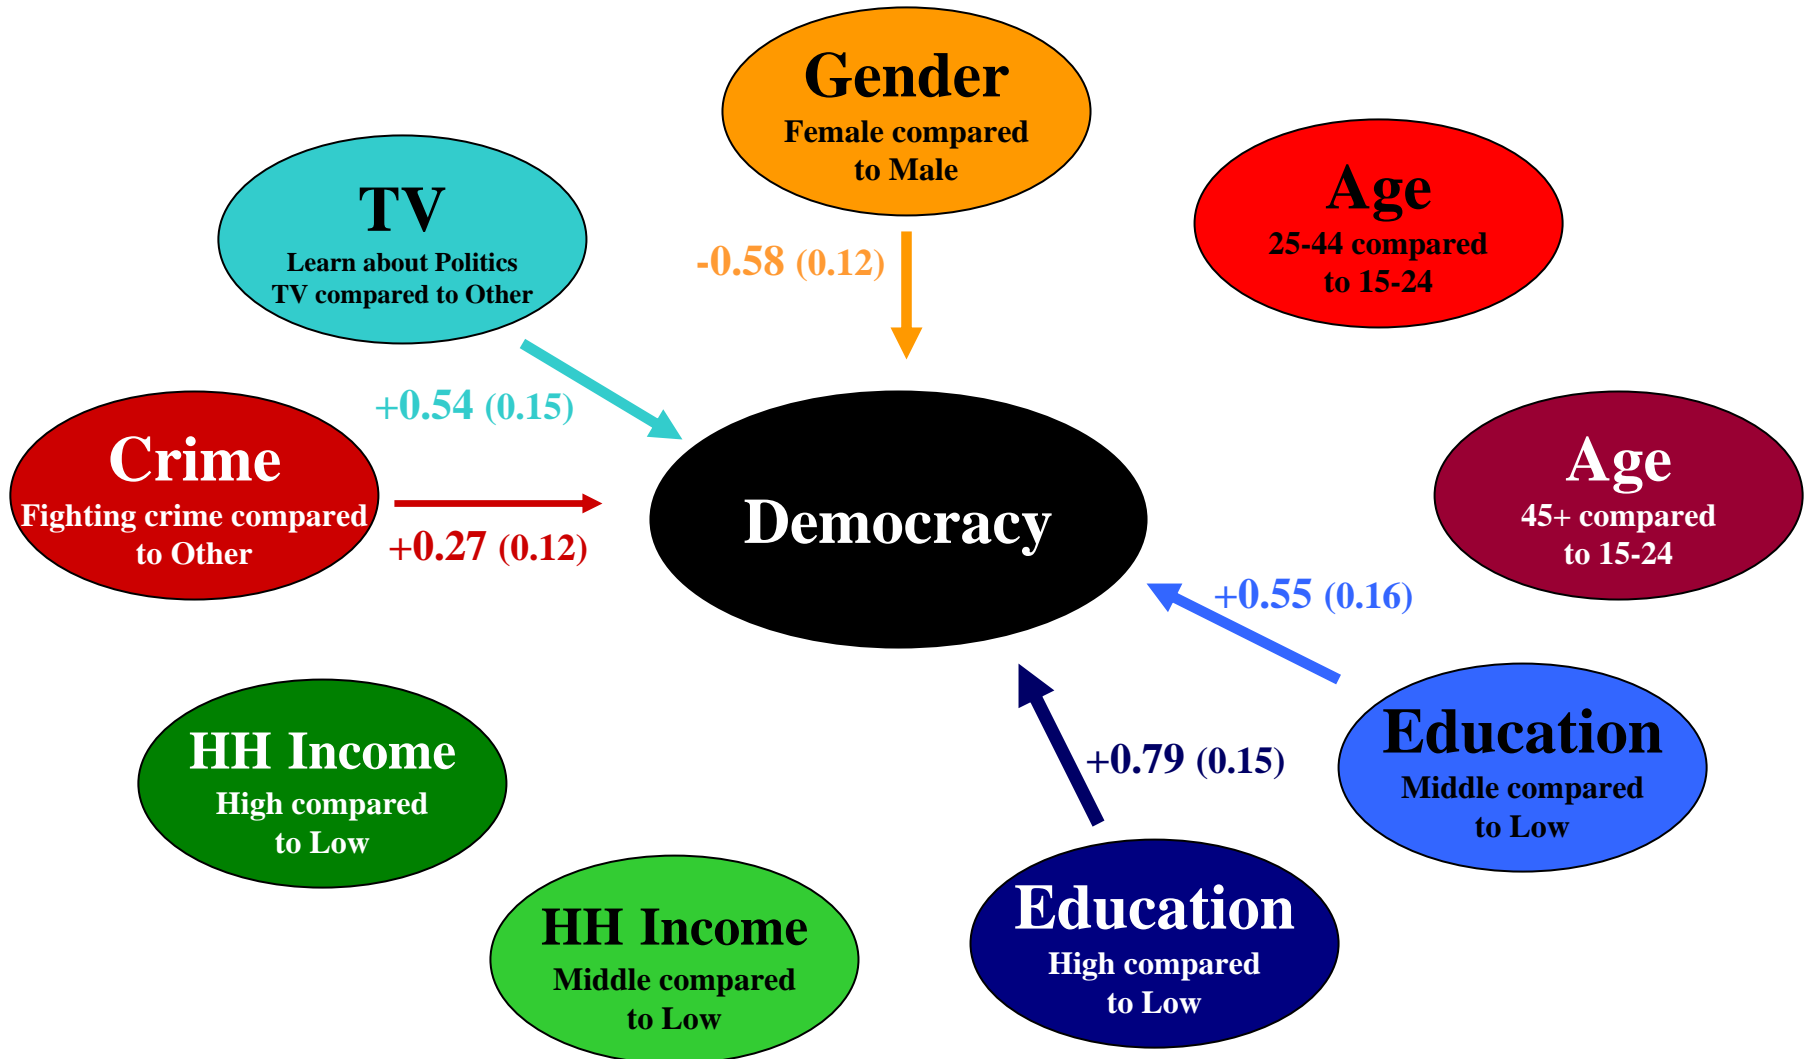 Gender
Female compared
to Male
TV
Learn about Politics
TV compared to Other
Age
25-44 compared
to 15-24
-0.58 (0.12)
+0.54 (0.15)
Crime
Fighting crime compared
to Other
+0.27 (0.12)
Democracy
Age
45+ compared
to 15-24
+0.55 (0.16)
HH Income
High compared
to Low
+0.79 (0.15)
Education
Middle compared
to Low
HH Income
Middle compared
to Low
Education
High compared
to Low